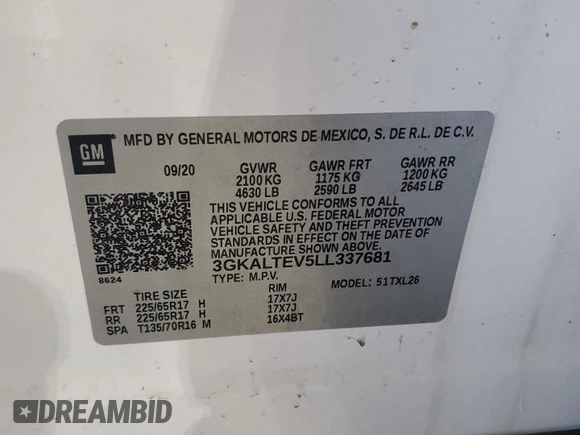 GM
MFD BY GENERAL MOTORS DE MEXICO, S. DE R.L. DE C.V.
09/20 GVWR GAWR FRT GAWR RR
2100 KG 1175 KG 1200 KG
4630 LB 2590 LB 2645 LB
THIS VEHICLE CONFORMS TO ALL
APPLICABLE U.S. FEDERAL MOTOR
VEHICLE SAFETY AND THEFT PREVENTION
STANDARDS IN EFFECT ON THE DATE OF
MANUFACTURE SHOWN ABOVE.
3GKALTEV5LL337681
8624
TYPE: M.P.V. MODEL: 51TXL26
TIRE SIZE RIM
FRT 225/65R17 H 17X7J
RR 225/65R17 H 17X7J
SPA T135/70R16 M 16X4BT
DREAMBID